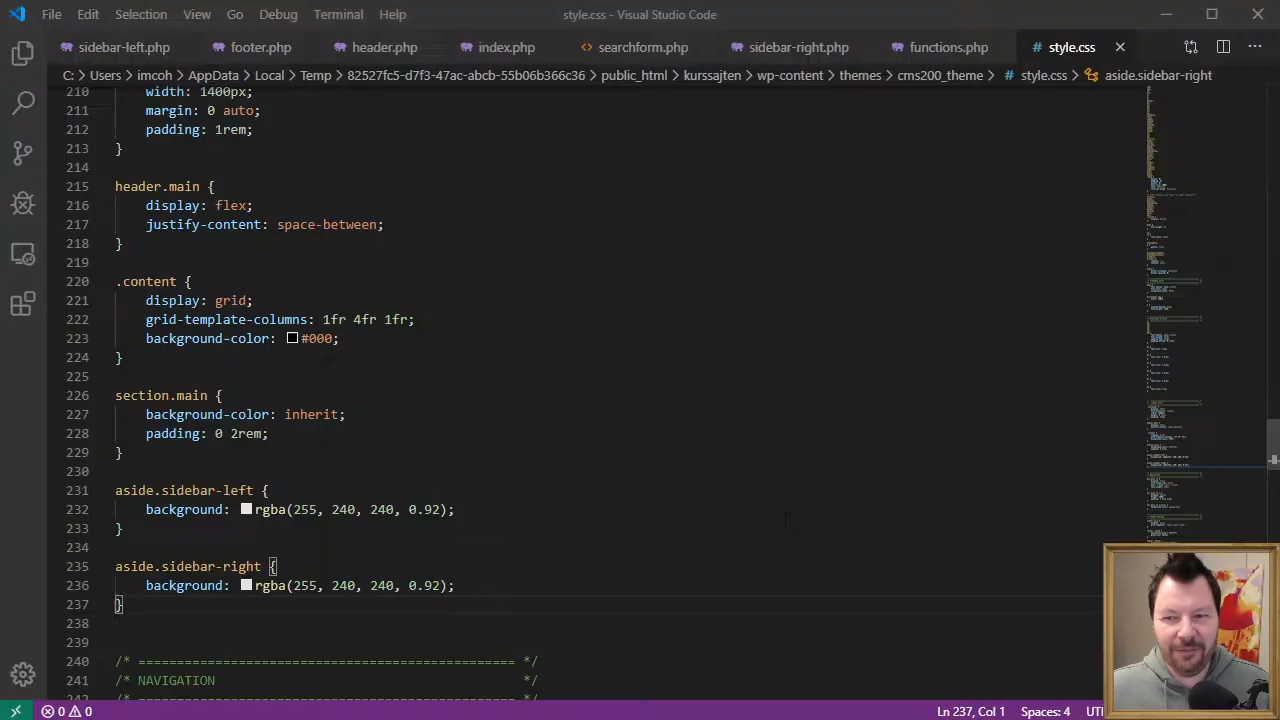 File Edit Selection View Go Debug Terminal Help style.css - Visual Studio Code
sidebar-left.php footer.php header.php index.php searchform.php sidebar-right.php functions.php style.css
C: > Users > imcoh > AppData > Local > Temp > 82527fc5-d7f3-47ac-abcb-55b06b366c36 > public_html > kurssajten > wp-content > themes > cms200_theme > style.css > aside.sidebar-right
210 width: 1400px;
211 margin: 0 auto;
212 padding: 1rem;
213 }
214
215 header.main {
216 display: flex;
217 justify-content: space-between;
218 }
219
220 .content {
221 display: grid;
222 grid-template-columns: 1fr 4fr 1fr;
223 background-color: #000;
224 }
225
226 section.main {
227 background-color: inherit;
228 padding: 0 2rem;
229 }
230
231 aside.sidebar-left {
232 background: rgba(255, 240, 240, 0.92);
233 }
234
235 aside.sidebar-right {
236 background: rgba(255, 240, 240, 0.92);
237 }
238
239
240 /* ================================================= */
241 /* NAVIGATION */
242 /* ================================================= */
0 0 Ln 237, Col 1 Spaces: 4